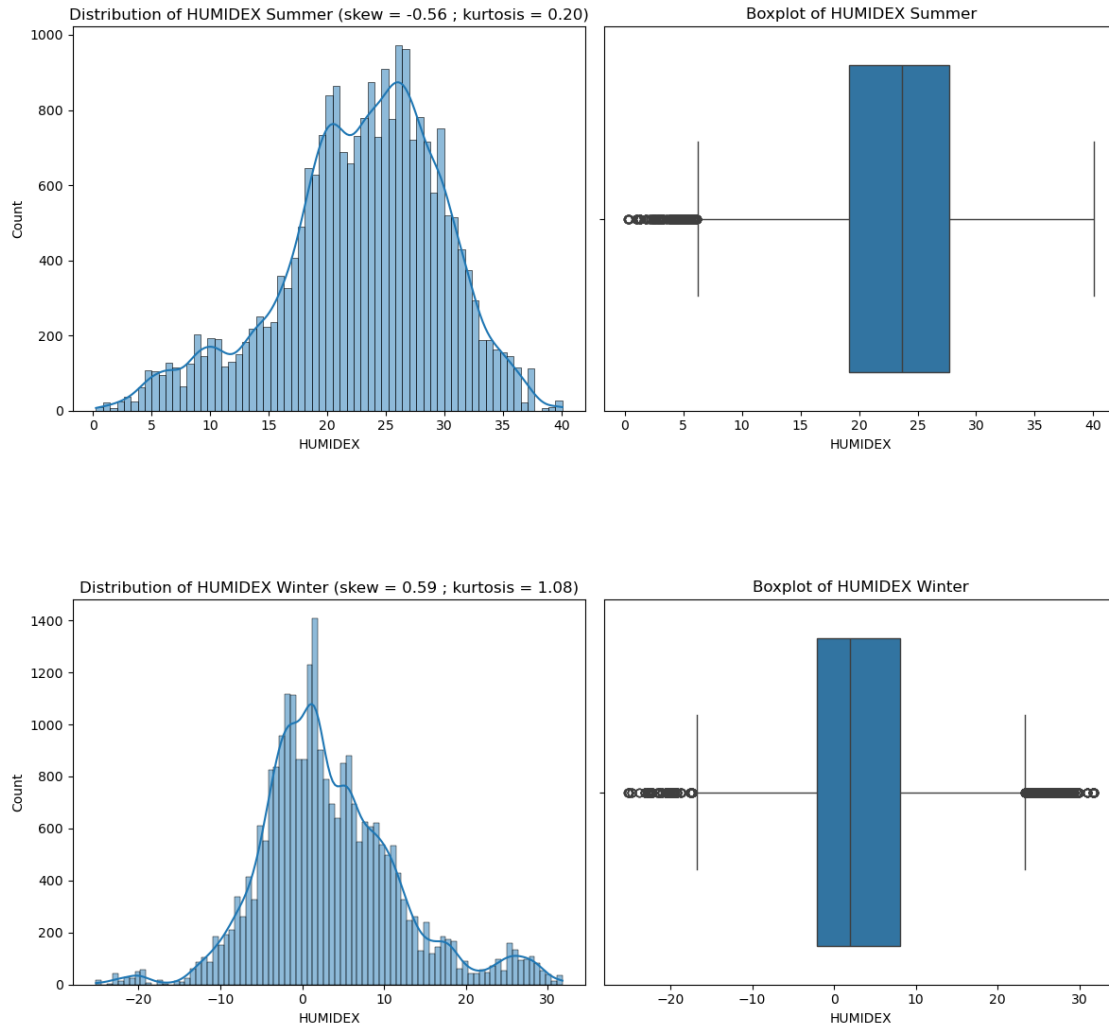 Distribution of HUMIDEX Summer (skew = -0.56 ; kurtosis = 0.20)
Count
1000
800
600
400
200
0
0 5 10 15 20 25 30 35 40
HUMIDEX
Boxplot of HUMIDEX Summer
0 5 10 15 20 25 30 35 40
HUMIDEX
Distribution of HUMIDEX Winter (skew = 0.59 ; kurtosis = 1.08)
Count
1400
1200
1000
800
600
400
200
0
−20 −10 0 10 20 30
HUMIDEX
Boxplot of HUMIDEX Winter
−20 −10 0 10 20 30
HUMIDEX